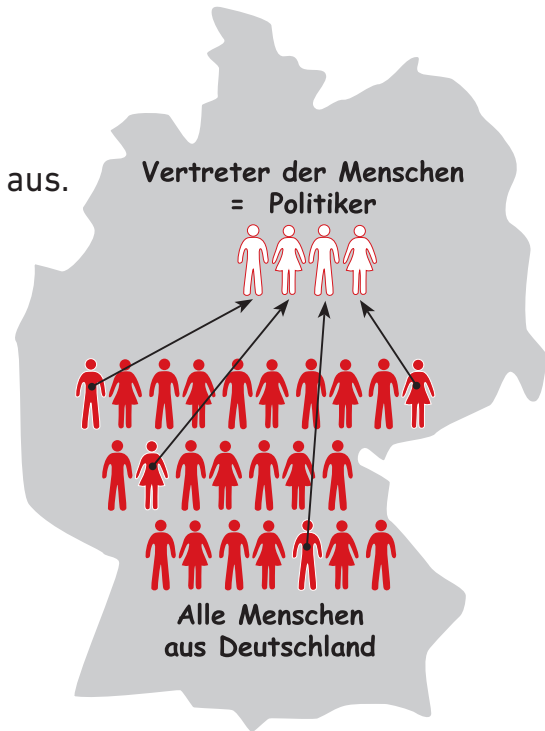 aus.
Vertreter der Menschen
= Politiker
Alle Menschen
aus Deutschland